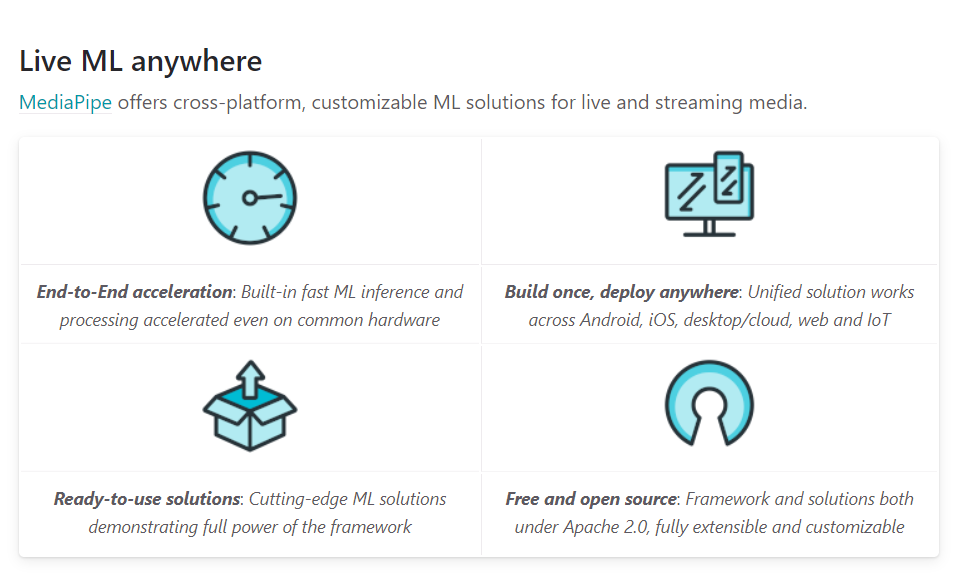 Live ML anywhere
MediaPipe offers cross-platform, customizable ML solutions for live and streaming media.
End-to-End acceleration: Built-in fast ML inference and
processing accelerated even on common hardware
Build once, deploy anywhere: Unified solution works
across Android, iOS, desktop/cloud, web and IoT
Ready-to-use solutions: Cutting-edge ML solutions
demonstrating full power of the framework
Free and open source: Framework and solutions both
under Apache 2.0, fully extensible and customizable